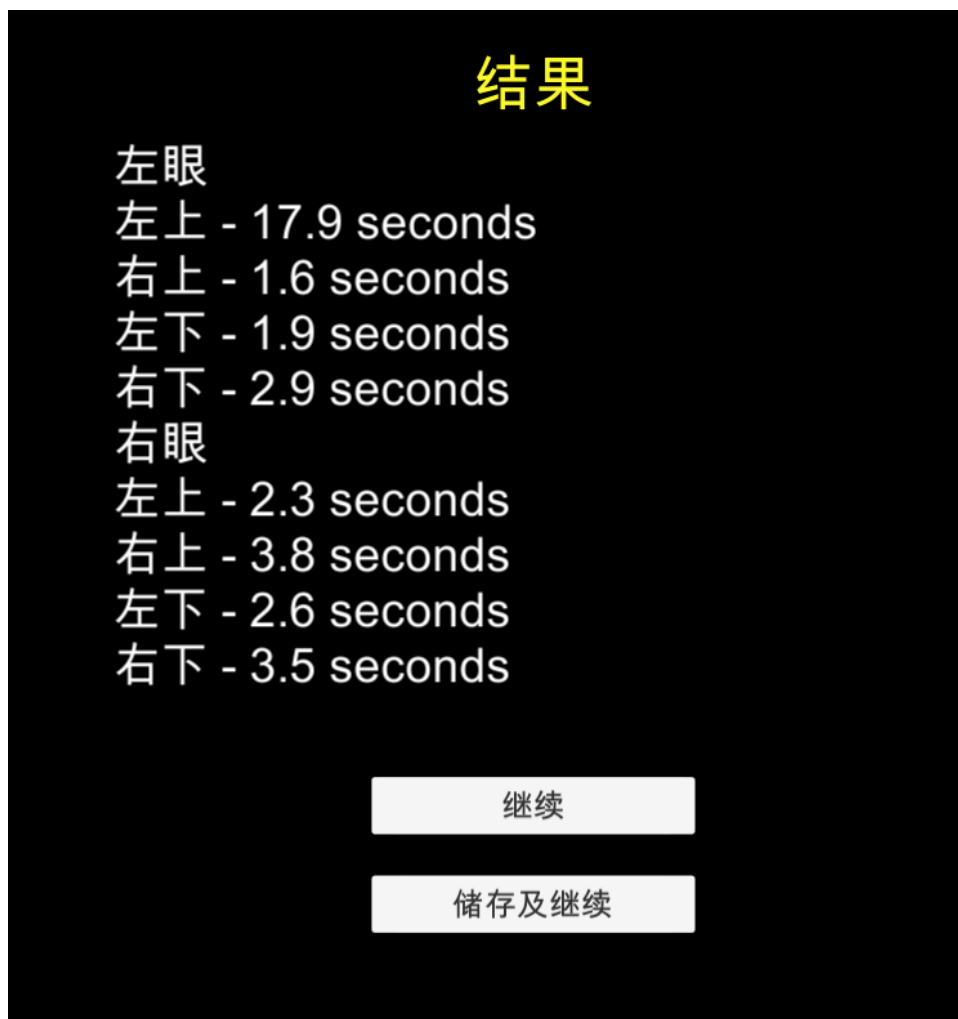 结果
左眼
左上 - 17.9 seconds
右上 - 1.6 seconds
左下 - 1.9 seconds
右下 - 2.9 seconds
右眼
左上 - 2.3 seconds
右上 - 3.8 seconds
左下 - 2.6 seconds
右下 - 3.5 seconds
继续
储存及继续